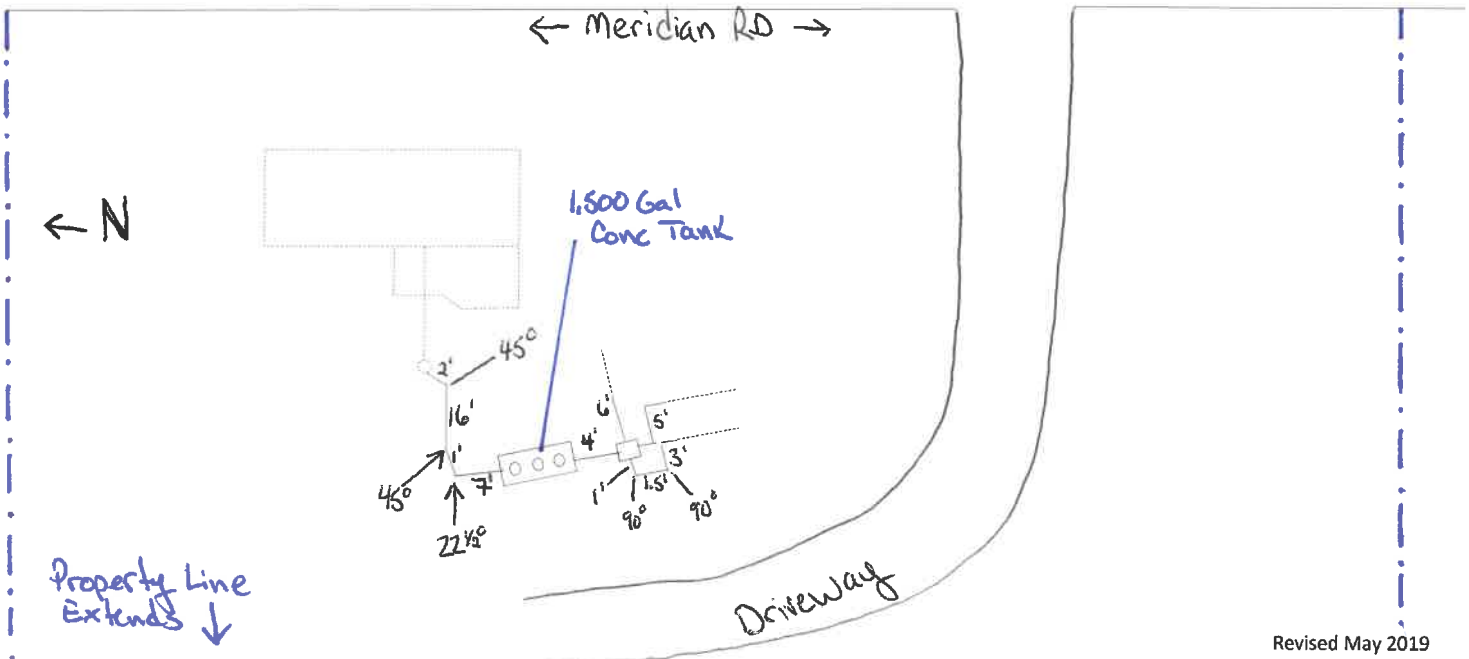 ← Meridian RD →
← N
1,500 Gal
Conc Tank
2'
45°
16'
1'
45°
7'
22 1/2°
4'
6'
5'
3'
1'
1.5'
90°
90°
Property Line
Extends
↓
Driveway
Revised May 2019